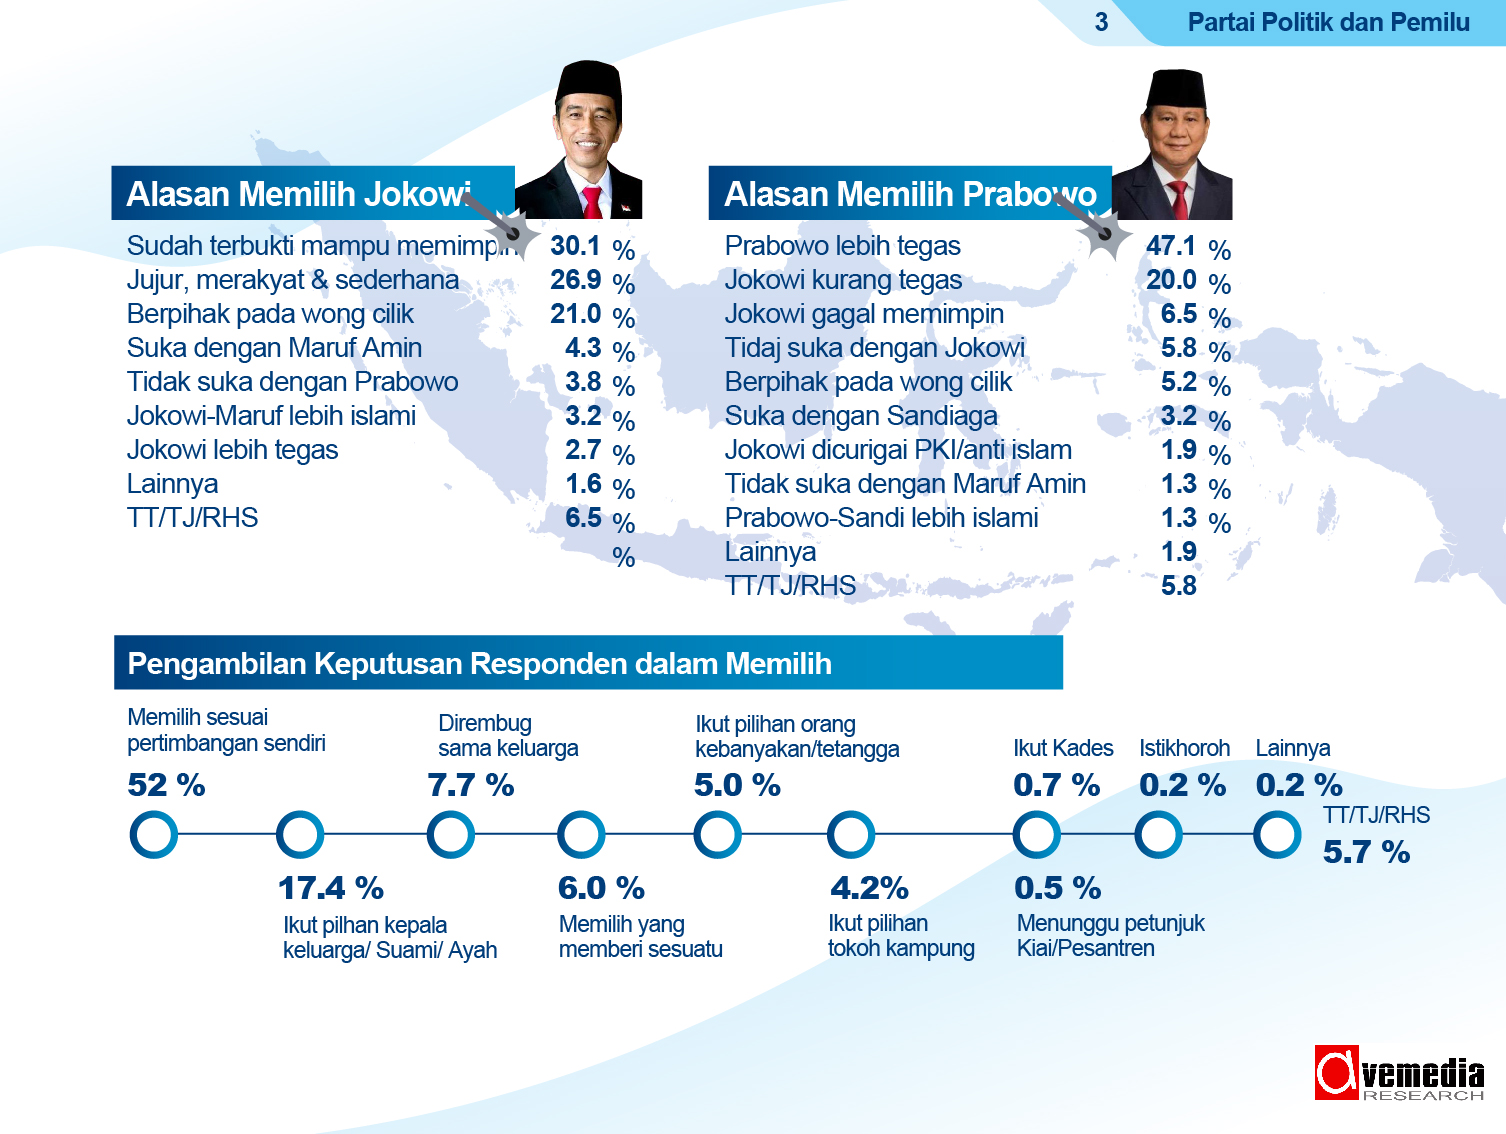 3 Partai Politik dan Pemilu
Alasan Memilih Jokowi
Sudah terbukti mampu memimpin 30.1 %
Jujur, merakyat & sederhana 26.9 %
Berpihak pada wong cilik 21.0 %
Suka dengan Maruf Amin 4.3 %
Tidak suka dengan Prabowo 3.8 %
Jokowi-Maruf lebih islami 3.2 %
Jokowi lebih tegas 2.7 %
Lainnya 1.6 %
TT/TJ/RHS 6.5 %
%
Alasan Memilih Prabowo
Prabowo lebih tegas 47.1 %
Jokowi kurang tegas 20.0 %
Jokowi gagal memimpin 6.5 %
Tidaj suka dengan Jokowi 5.8 %
Berpihak pada wong cilik 5.2 %
Suka dengan Sandiaga 3.2 %
Jokowi dicurigai PKI/anti islam 1.9 %
Tidak suka dengan Maruf Amin 1.3 %
Prabowo-Sandi lebih islami 1.3 %
Lainnya 1.9
TT/TJ/RHS 5.8
Pengambilan Keputusan Responden dalam Memilih
Memilih sesuai
pertimbangan sendiri
52 %
17.4 %
Ikut pilhan kepala
keluarga/ Suami/ Ayah
Dirembug
sama keluarga
7.7 %
6.0 %
Memilih yang
memberi sesuatu
Ikut pilihan orang
kebanyakan/tetangga
5.0 %
4.2%
Ikut pilihan
tokoh kampung
Ikut Kades
0.7 %
0.5 %
Menunggu petunjuk
Kiai/Pesantren
Istikhoroh
0.2 %
Lainnya
0.2 %
TT/TJ/RHS
5.7 %
avemedia
RESEARCH